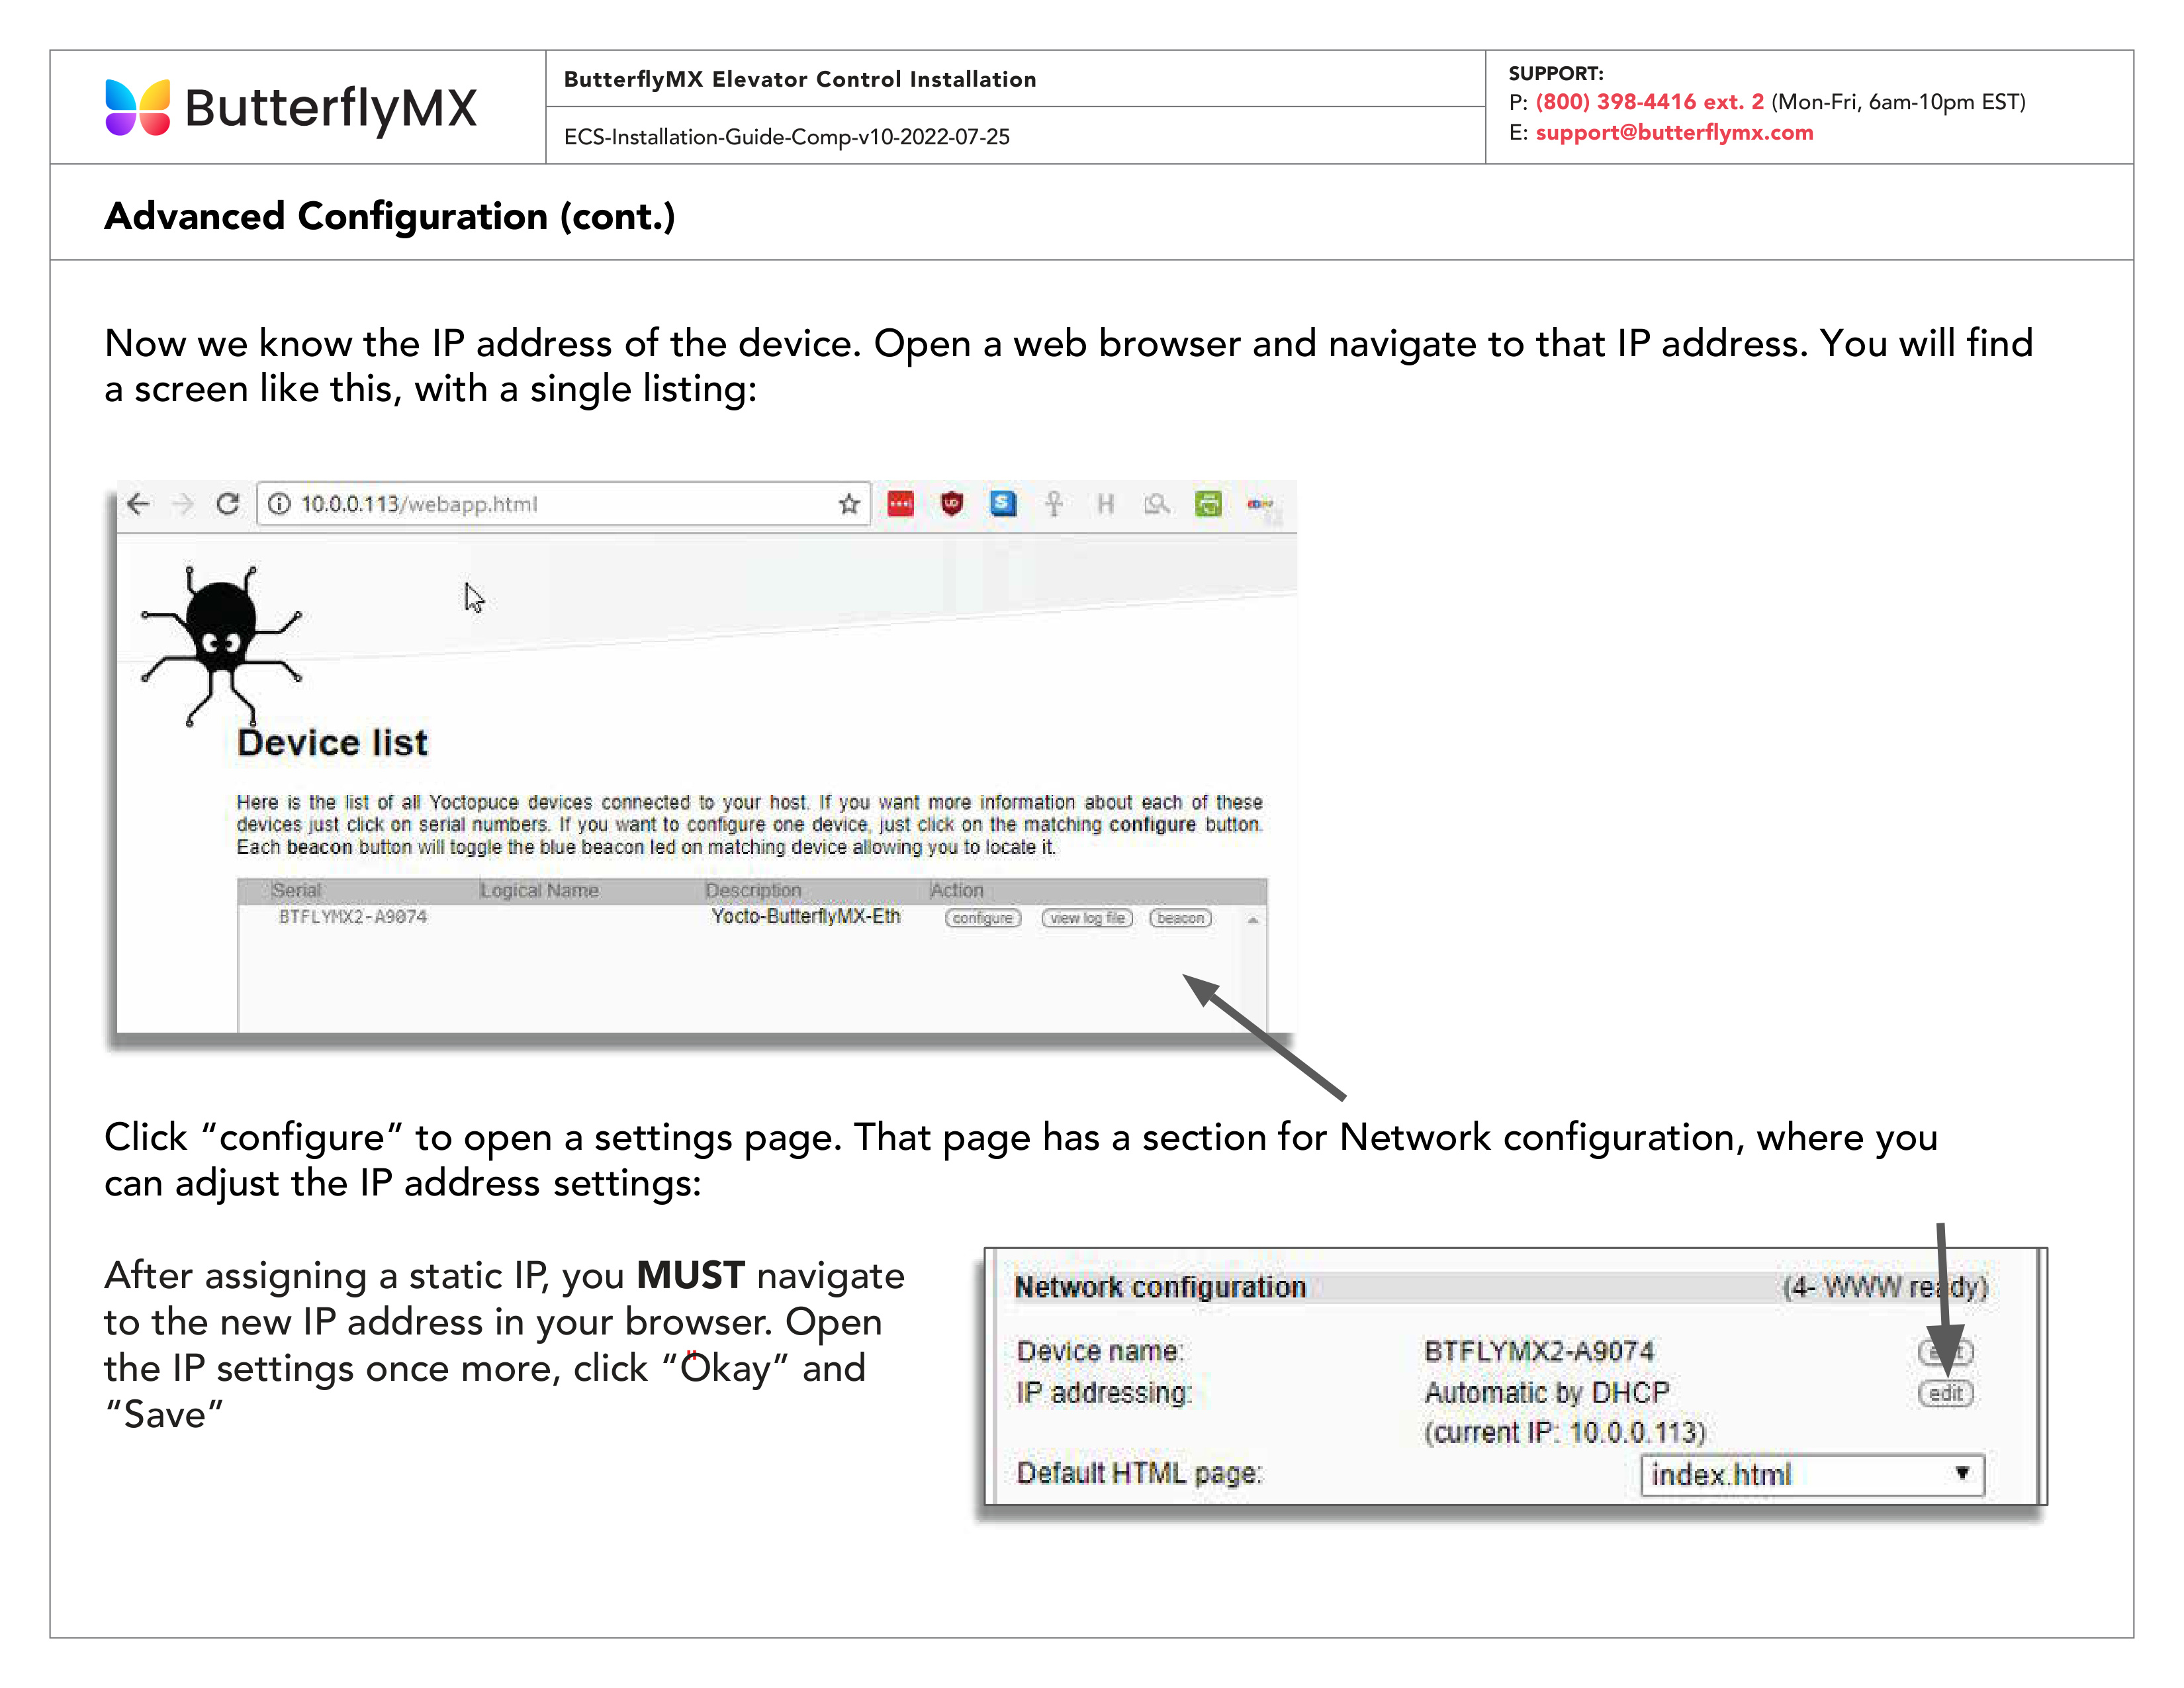 ButterflyMX
ButterflyMX Elevator Control Installation
ECS-Installation-Guide-Comp-v10-2022-07-25
SUPPORT:
P: (800) 398-4416 ext. 2 (Mon-Fri, 6am-10pm EST)
E: support@butterflymx.com
Advanced Configuration (cont.)
Now we know the IP address of the device. Open a web browser and navigate to that IP address. You will find
a screen like this, with a single listing:
10.0.0.113/webapp.html
Device list
Here is the list of all Yoctopuce devices connected to your host. If you want more information about each of these
devices just click on serial numbers. If you want to configure one device, just click on the matching configure button.
Each beacon button will toggle the blue beacon led on matching device allowing you to locate it.
Serial Logical Name Description Action
BTFLYMX2-A9074 Yocto-ButterflyMX-Eth configure view log file beacon
Click “configure” to open a settings page. That page has a section for Network configuration, where you
can adjust the IP address settings:
After assigning a static IP, you MUST navigate
to the new IP address in your browser. Open
the IP settings once more, click “Okay” and
“Save”
Network configuration (4- WWW ready)
Device name: BTFLYMX2-A9074
IP addressing: Automatic by DHCP edit
(current IP: 10.0.0.113)
Default HTML page: index.html